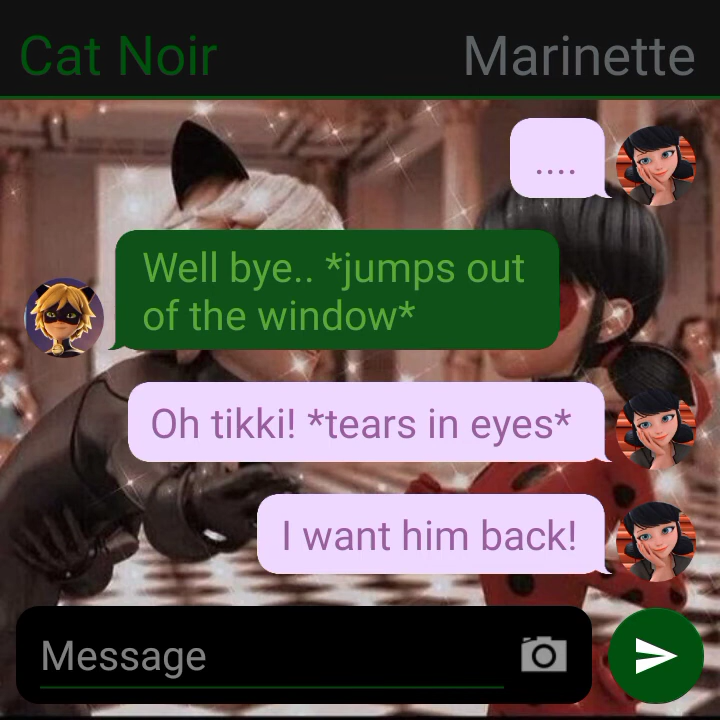 Cat Noir
Marinette
....
Well bye.. *jumps out
of the window*
Oh tikki! *tears in eyes*
I want him back!
Message